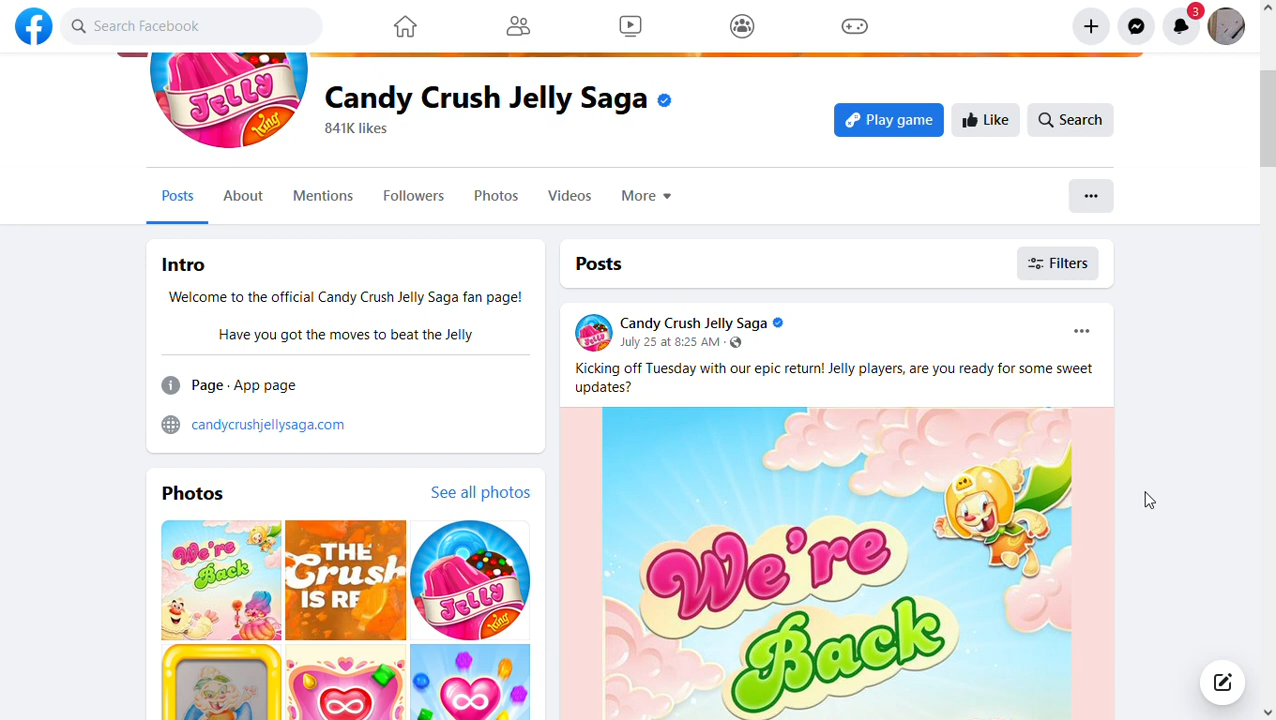 Search Facebook
3
JELLY
King
Candy Crush Jelly Saga
841K likes
Play game
Like
Search
Posts
About
Mentions
Followers
Photos
Videos
More
Intro
Welcome to the official Candy Crush Jelly Saga fan page!
Have you got the moves to beat the Jelly
Page · App page
candycrushjellysaga.com
Photos
See all photos
We're
Back
THE
Crush
IS RE
JELLY
King
Posts
Filters
Candy Crush Jelly Saga
July 25 at 8:25 AM ·
Kicking off Tuesday with our epic return! Jelly players, are you ready for some sweet
updates?
We're
Back